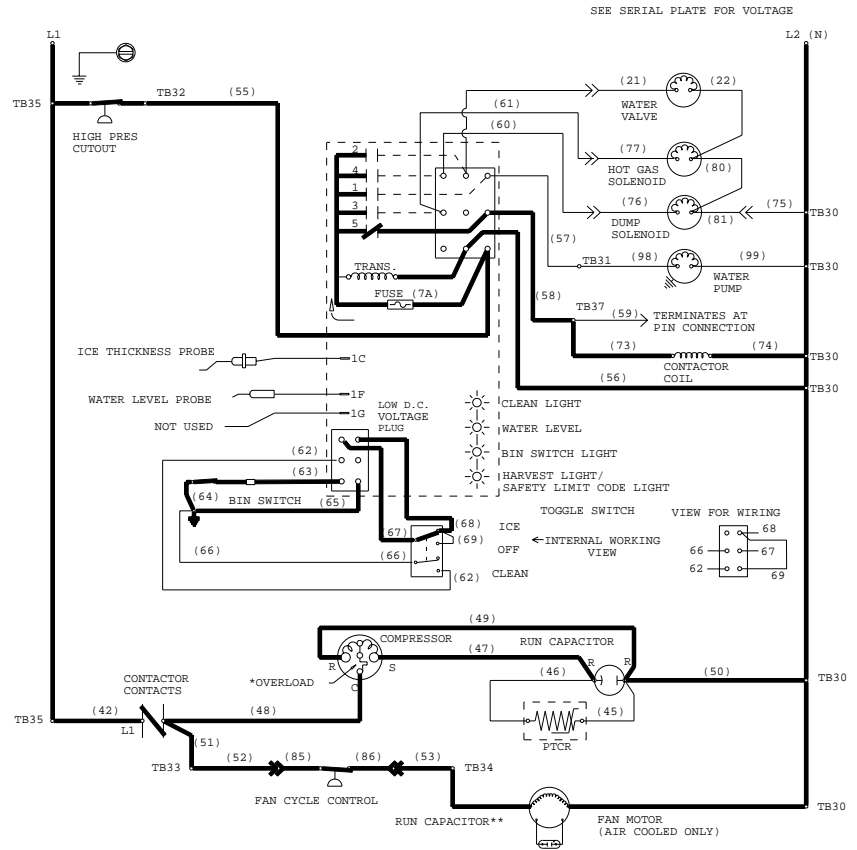 SEE SERIAL PLATE FOR VOLTAGE
L1
L2 (N)
TB35
TB32
(55)
HIGH PRES
CUTOUT
(21)
(22)
WATER
VALVE
(61)
(60)
(77)
(80)
HOT GAS
SOLENOID
2
4
1
3
5
(76)
(81)
(75)
TB30
DUMP
SOLENOID
(57)
TB31
(98)
(99)
TB30
WATER
PUMP
TRANS.
FUSE (7A)
(58)
TB37
(59)
TERMINATES AT
PIN CONNECTION
(73)
(74)
TB30
CONTACTOR
COIL
(56)
TB30
ICE THICKNESS PROBE
1C
WATER LEVEL PROBE
1F
NOT USED
1G
LOW D.C.
VOLTAGE
PLUG
CLEAN LIGHT
WATER LEVEL
BIN SWITCH LIGHT
HARVEST LIGHT/
SAFETY LIMIT CODE LIGHT
(62)
(63)
(64)
BIN SWITCH
(65)
(66)
(67)
(68)
(69)
(66)
(62)
TOGGLE SWITCH
ICE
OFF
CLEAN
INTERNAL WORKING
VIEW
VIEW FOR WIRING
68
66
67
62
69
(49)
COMPRESSOR
(47)
RUN CAPACITOR
R
S
C
R
R
*OVERLOAD
(46)
(50)
TB30
(45)
PTCR
CONTACTOR
CONTACTS
TB35
(42)
L1
(48)
(51)
TB33
(52)
(85)
(86)
(53)
TB34
FAN CYCLE CONTROL
RUN CAPACITOR**
FAN MOTOR
(AIR COOLED ONLY)
TB30